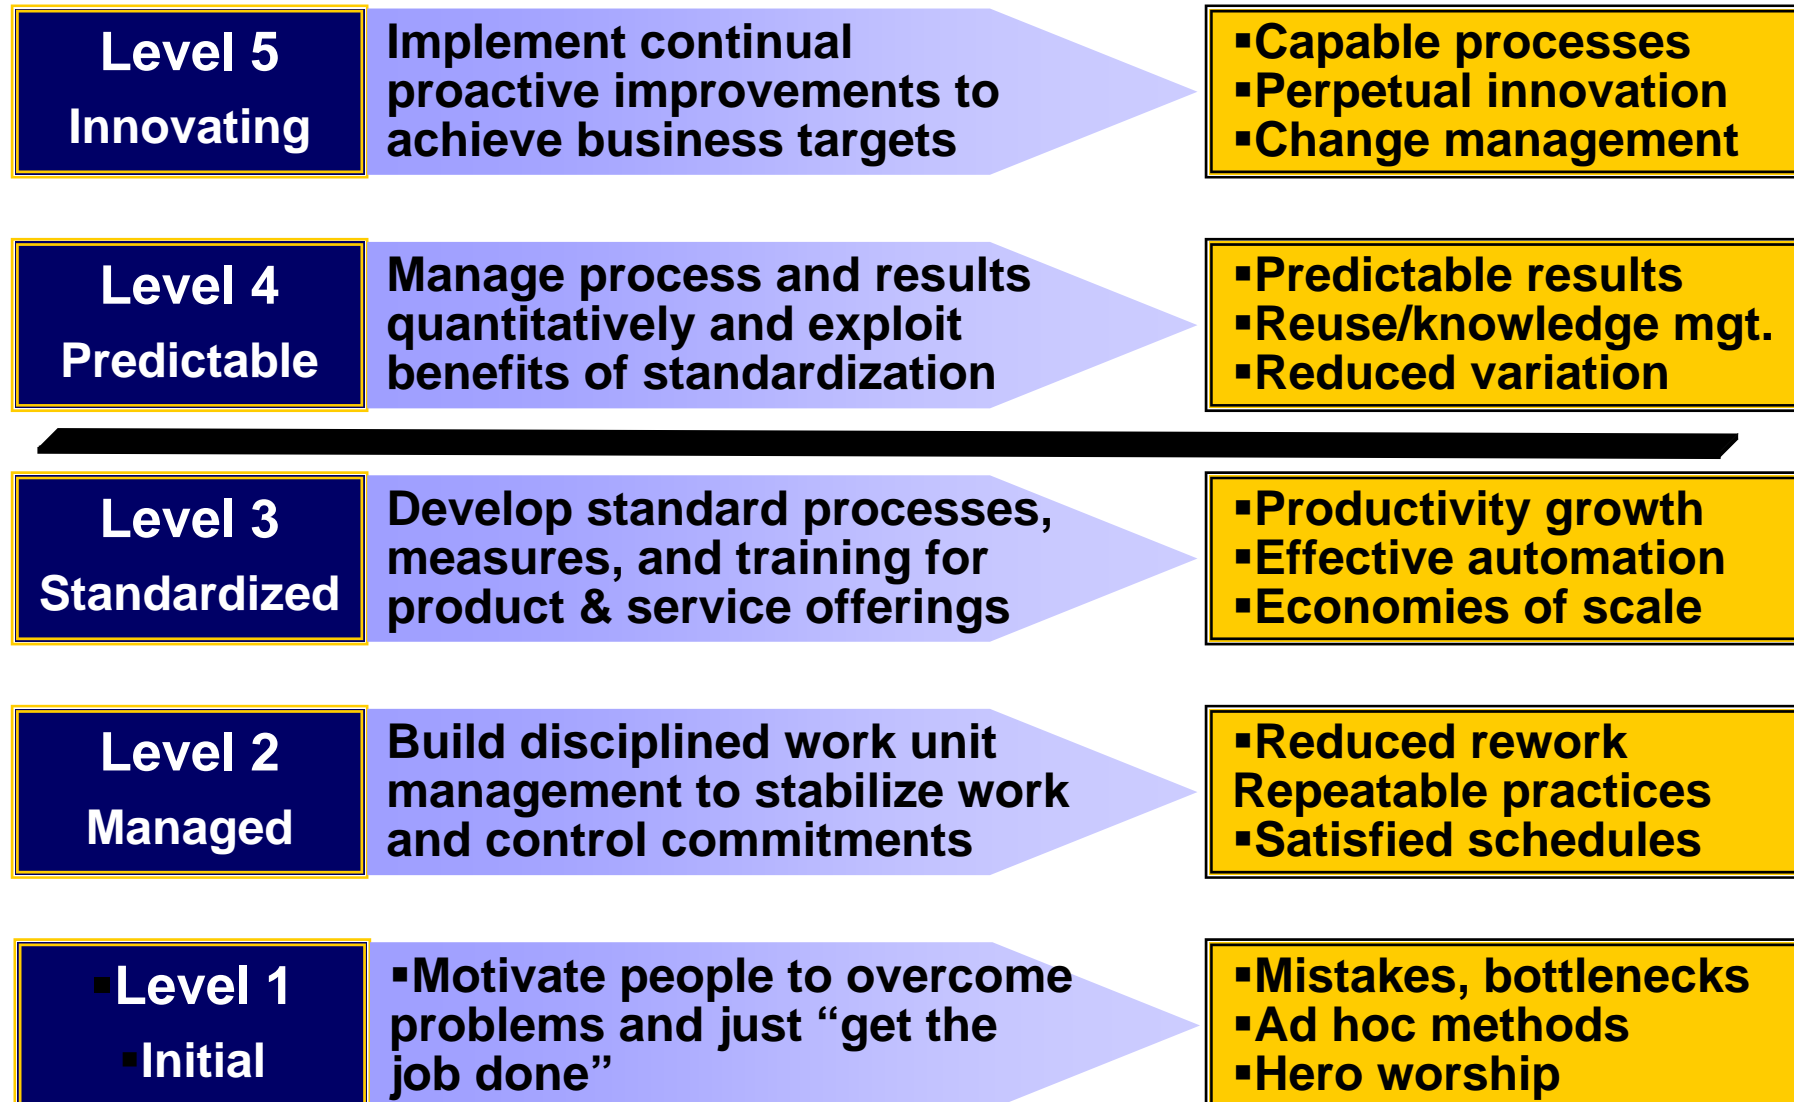 Level 5
Innovating
Implement continual
proactive improvements to
achieve business targets
▪Capable processes
▪Perpetual innovation
▪Change management
Level 4
Predictable
Manage process and results
quantitatively and exploit
benefits of standardization
▪Predictable results
▪Reuse/knowledge mgt.
▪Reduced variation
Level 3
Standardized
Develop standard processes,
measures, and training for
product & service offerings
▪Productivity growth
▪Effective automation
▪Economies of scale
Level 2
Managed
Build disciplined work unit
management to stabilize work
and control commitments
▪Reduced rework
Repeatable practices
▪Satisfied schedules
▪Level 1
▪Initial
▪Motivate people to overcome
problems and just “get the
job done”
▪Mistakes, bottlenecks
▪Ad hoc methods
▪Hero worship